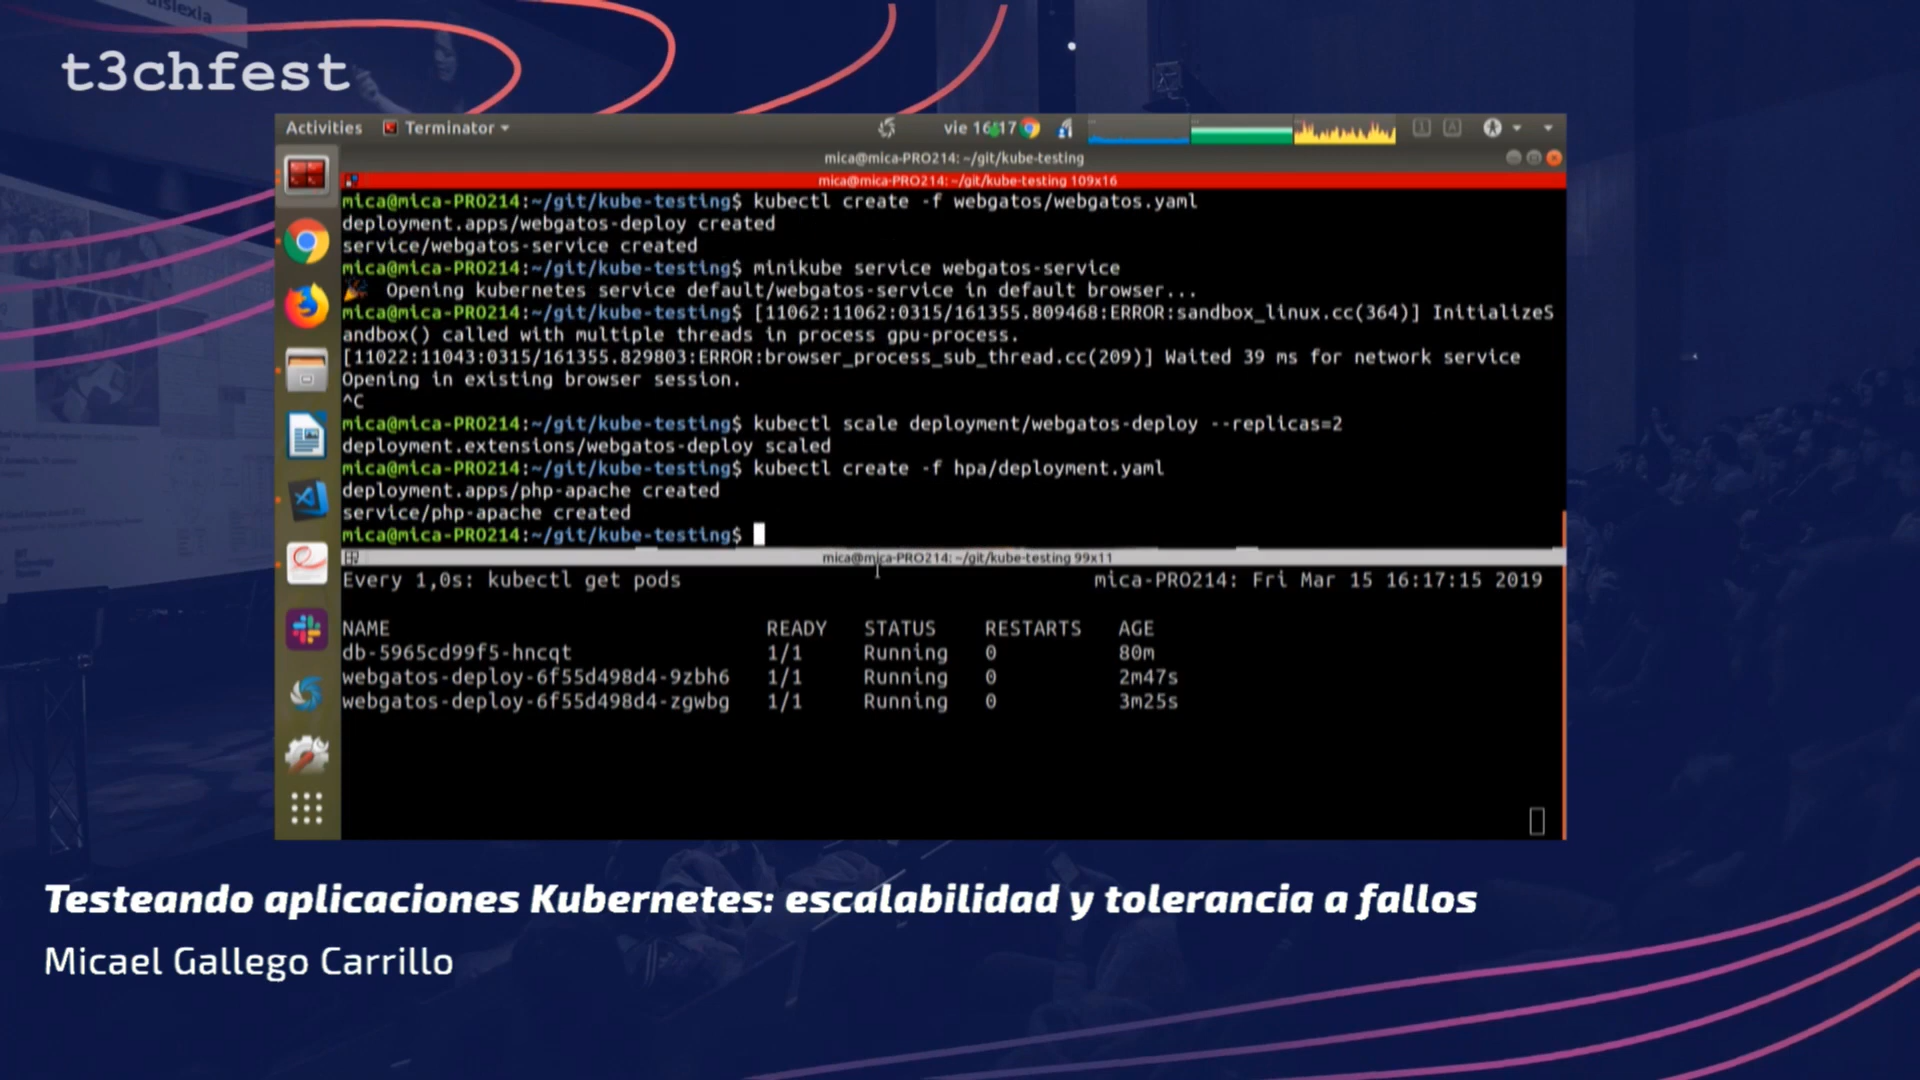 dislexia
t3chfest
Activities Terminator vie 16:17
mica@mica-PRO214: ~/git/kube-testing
mica@mica-PRO214: ~/git/kube-testing 109x16
mica@mica-PRO214:~/git/kube-testing$ kubectl create -f webgatos/webgatos.yaml
deployment.apps/webgatos-deploy created
service/webgatos-service created
mica@mica-PRO214:~/git/kube-testing$ minikube service webgatos-service
Opening kubernetes service default/webgatos-service in default browser...
mica@mica-PRO214:~/git/kube-testing$ [11062:11062:0315/161355.809468:ERROR:sandbox_linux.cc(364)] InitializeS
andbox() called with multiple threads in process gpu-process.
[11022:11043:0315/161355.829803:ERROR:browser_process_sub_thread.cc(209)] Waited 39 ms for network service
Opening in existing browser session.
^C
mica@mica-PRO214:~/git/kube-testing$ kubectl scale deployment/webgatos-deploy --replicas=2
deployment.extensions/webgatos-deploy scaled
mica@mica-PRO214:~/git/kube-testing$ kubectl create -f hpa/deployment.yaml
deployment.apps/php-apache created
service/php-apache created
mica@mica-PRO214:~/git/kube-testing$
mica@mica-PRO214: ~/git/kube-testing 99x11
Every 1,0s: kubectl get pods mica-PRO214: Fri Mar 15 16:17:15 2019
NAME READY STATUS RESTARTS AGE
db-5965cd99f5-hncqt 1/1 Running 0 80m
webgatos-deploy-6f55d498d4-9zbh6 1/1 Running 0 2m47s
webgatos-deploy-6f55d498d4-zgwbg 1/1 Running 0 3m25s
Testeando aplicaciones Kubernetes: escalabilidad y tolerancia a fallos
Micael Gallego Carrillo